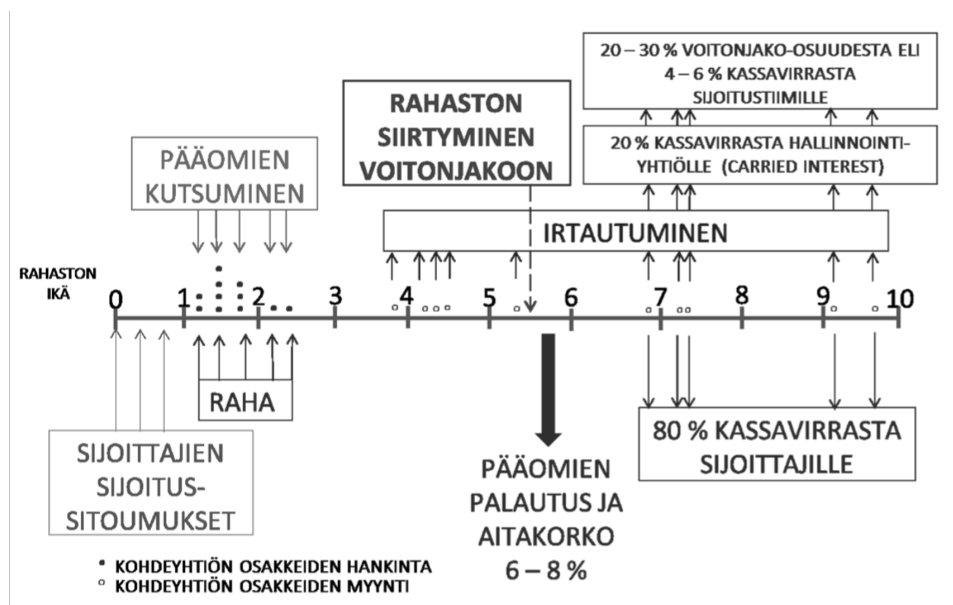 20 – 30 % VOITONJAKO-OSUUDESTA ELI
4 – 6 % KASSAVIRRASTA
SIJOITUSTIIMILLE
RAHASTON
SIIRTYMINEN
VOITONJAKOON
20 % KASSAVIRRASTA HALLINNOINTI-
YHTIÖLLE (CARRIED INTEREST)
PÄÄOMIEN
KUTSUMINEN
IRTAUTUMINEN
RAHASTON
IKÄ
0 1 2 3 4 5 6 7 8 9 10
RAHA
80 % KASSAVIRRASTA
SIJOITTAJILLE
SIJOITTAJIEN
SIJOITUS-
SITOUMUKSET
PÄÄOMIEN
PALAUTUS JA
AITAKORKO
6 – 8 %
KOHDEYHTIÖN OSAKKEIDEN HANKINTA
KOHDEYHTIÖN OSAKKEIDEN MYYNTI